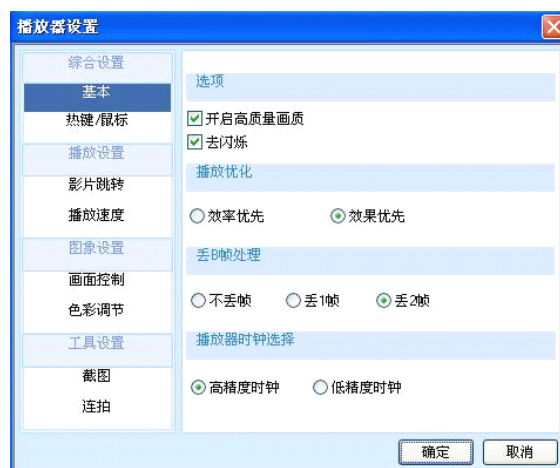 播放器设置
综合设置
基本
热键/鼠标
播放设置
影片跳转
播放速度
图象设置
画面控制
色彩调节
工具设置
截图
连拍
选项
开启高质量画质
去闪烁
播放优化
效率优先 效果优先
丢B帧处理
不丢帧 丢1帧 丢2帧
播放器时钟选择
高精度时钟 低精度时钟
确定 取消